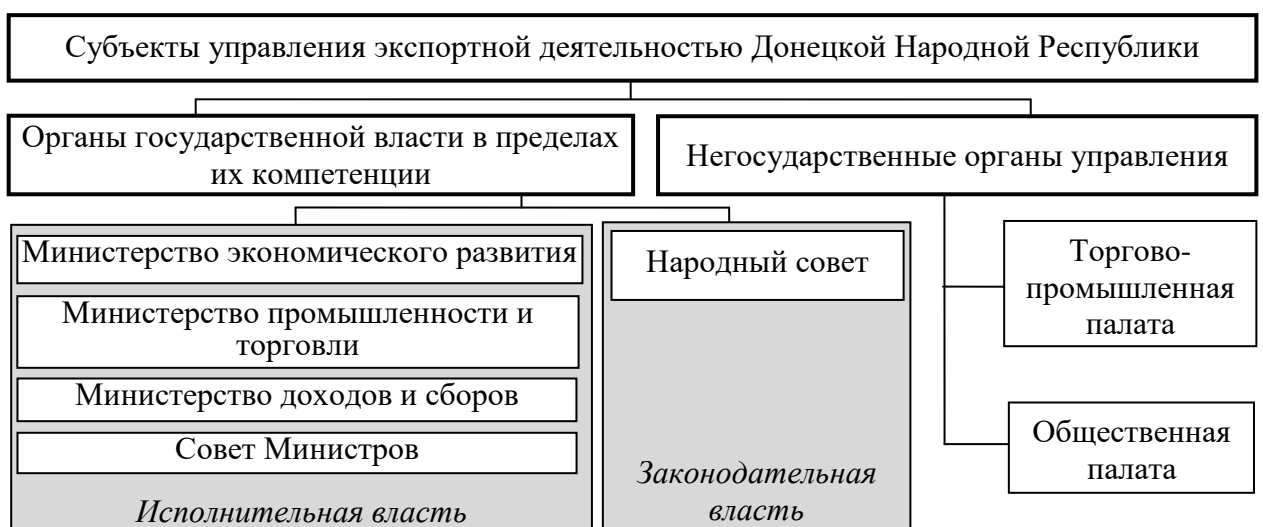 Субъекты управления экспортной деятельностью Донецкой Народной Республики
Органы государственной власти в пределах
их компетенции
Негосударственные органы управления
Министерство экономического развития
Министерство промышленности и
торговли
Министерство доходов и сборов
Совет Министров
Исполнительная власть
Народный совет
Законодательная
власть
Торгово-
промышленная
палата
Общественная
палата